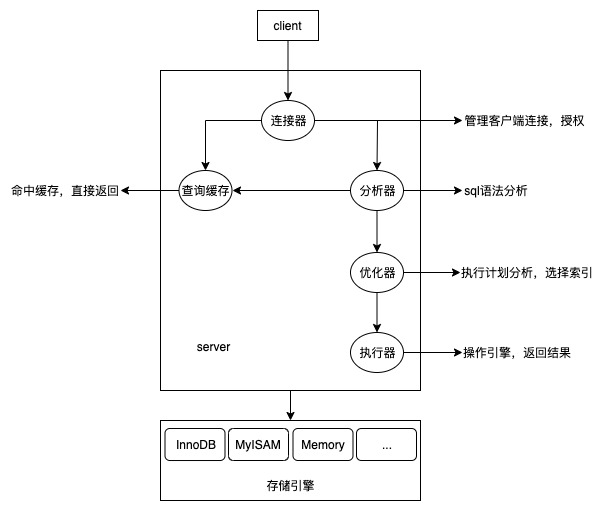 client
连接器
管理客户端连接，授权
命中缓存，直接返回
查询缓存
分析器
sql语法分析
优化器
执行计划分析，选择索引
server
执行器
操作引擎，返回结果
InnoDB
MyISAM
Memory
...
存储引擎